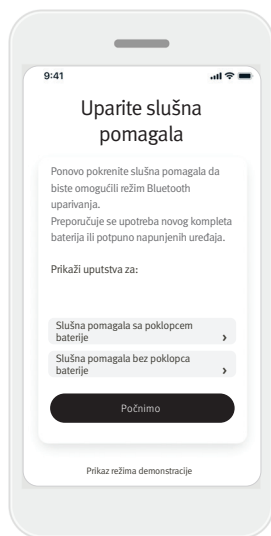 9:41
Uparite slušna
pomagala
Ponovo pokrenite slušna pomagala da
biste omogućili režim Bluetooth
uparivanja.
Preporučuje se upotreba novog kompleta
baterija ili potpuno napunjenih uređaja.
Prikaži uputstva za:
Slušna pomagala sa poklopcem
baterije
Slušna pomagala bez poklopca
baterije
Počnimo
Prikaz režima demonstracije